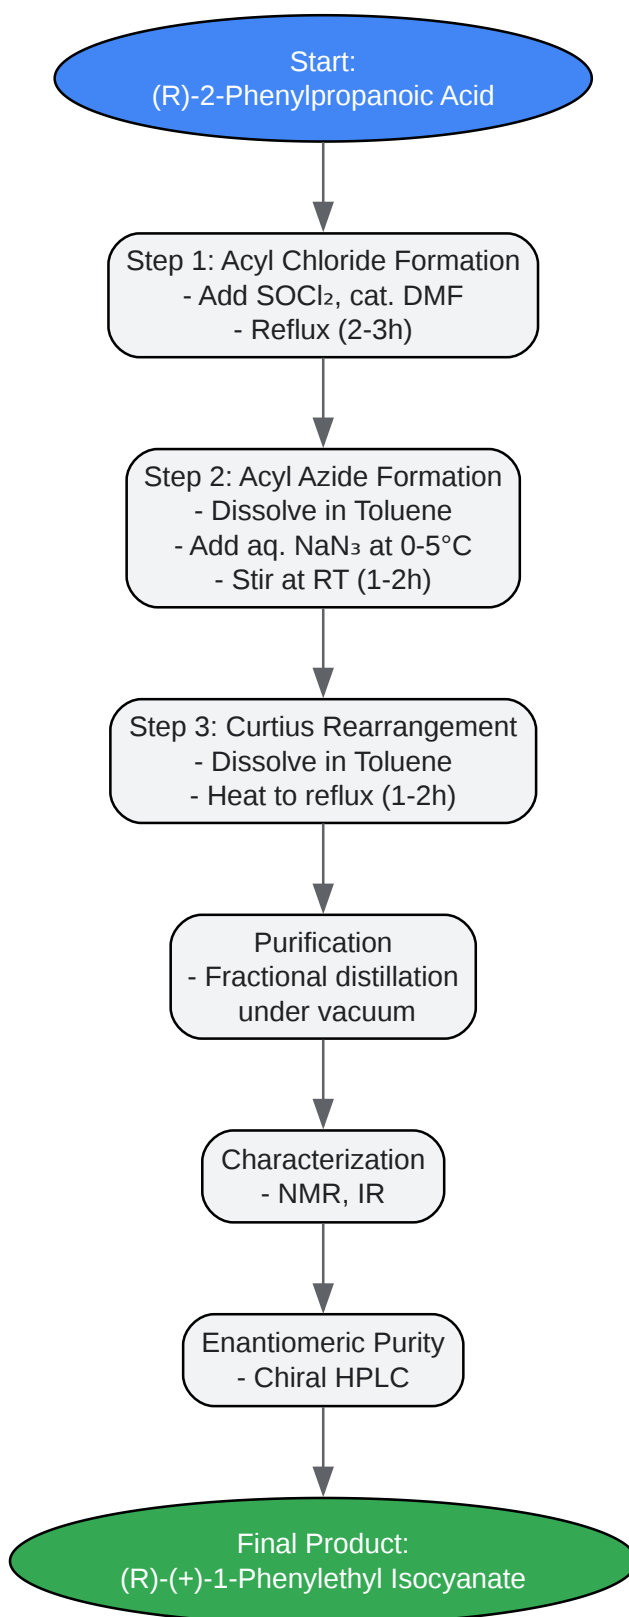 Start:
(R)-2-Phenylpropanoic Acid
Step 1: Acyl Chloride Formation
- Add SOCl₂, cat. DMF
- Reflux (2-3h)
Step 2: Acyl Azide Formation
- Dissolve in Toluene
- Add aq. NaN₃ at 0-5°C
- Stir at RT (1-2h)
Step 3: Curtius Rearrangement
- Dissolve in Toluene
- Heat to reflux (1-2h)
Purification
- Fractional distillation
under vacuum
Characterization
- NMR, IR
Enantiomeric Purity
- Chiral HPLC
Final Product:
(R)-(+)-1-Phenylethyl Isocyanate